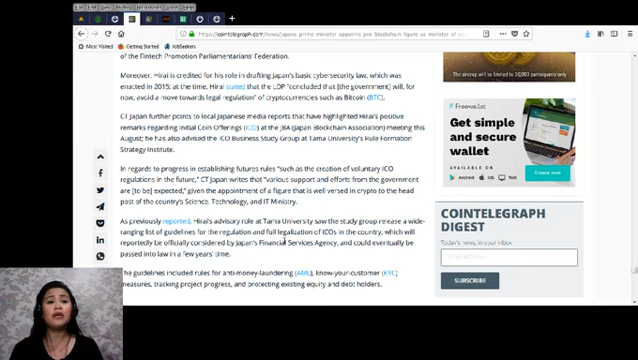 https://cointelegraph.com/news/japans-prime-minister-appoints-pro-blockchain-figure-as-minister-of
Most Visited
Getting Started
JobSeekers
of the Fintech Promotion Parliamentarians' Federation.
Moreover, Hirai is credited for his role in drafting Japan's basic cybersecurity law, which was
enacted in 2015; at the time, Hirai stated that the LDP "concluded that [the government] will, for
now, avoid a move towards legal regulation" of cryptocurrencies such as Bitcoin (BTC).
CT Japan further points to local Japanese media reports that have highlighted Hirai's positive
remarks regarding Initial Coin Offerings (ICO) at the JBA (Japan Blockchain Association) meeting this
August; he has also advised the ICO Business Study Group at Tama University's Rule Formation
Strategy Institute.
In regards to progress in establishing futures rules "such as the creation of voluntary ICO
regulations in the future," CT Japan writes that "various support and efforts from the government
are [to be] expected," given the appointment of a figure that is well versed in crypto to the head
post of the country's Science, Technology, and IT Ministry.
As previously reported, Hirai's advisory role at Tama University saw the study group release a wide-
ranging list of guidelines for the regulation and full legalization of ICOs in the country, which will
reportedly be officially considered by Japan's Financial Services Agency, and could eventually be
passed into law in a few years' time.
he guidelines included rules for anti-money-laundering (AML), know-your-customer (KYC)
measures, tracking project progress, and protecting existing equity and debt holders.
The secret will be limited to 10,000 participants only
Freewallet
Get simple
and secure
wallet
AVAILABLE ON
Android
iOS
Web
Create now
COINTELEGRAPH
DIGEST
Today's news, in your inbox.
Email
SUBSCRIBE